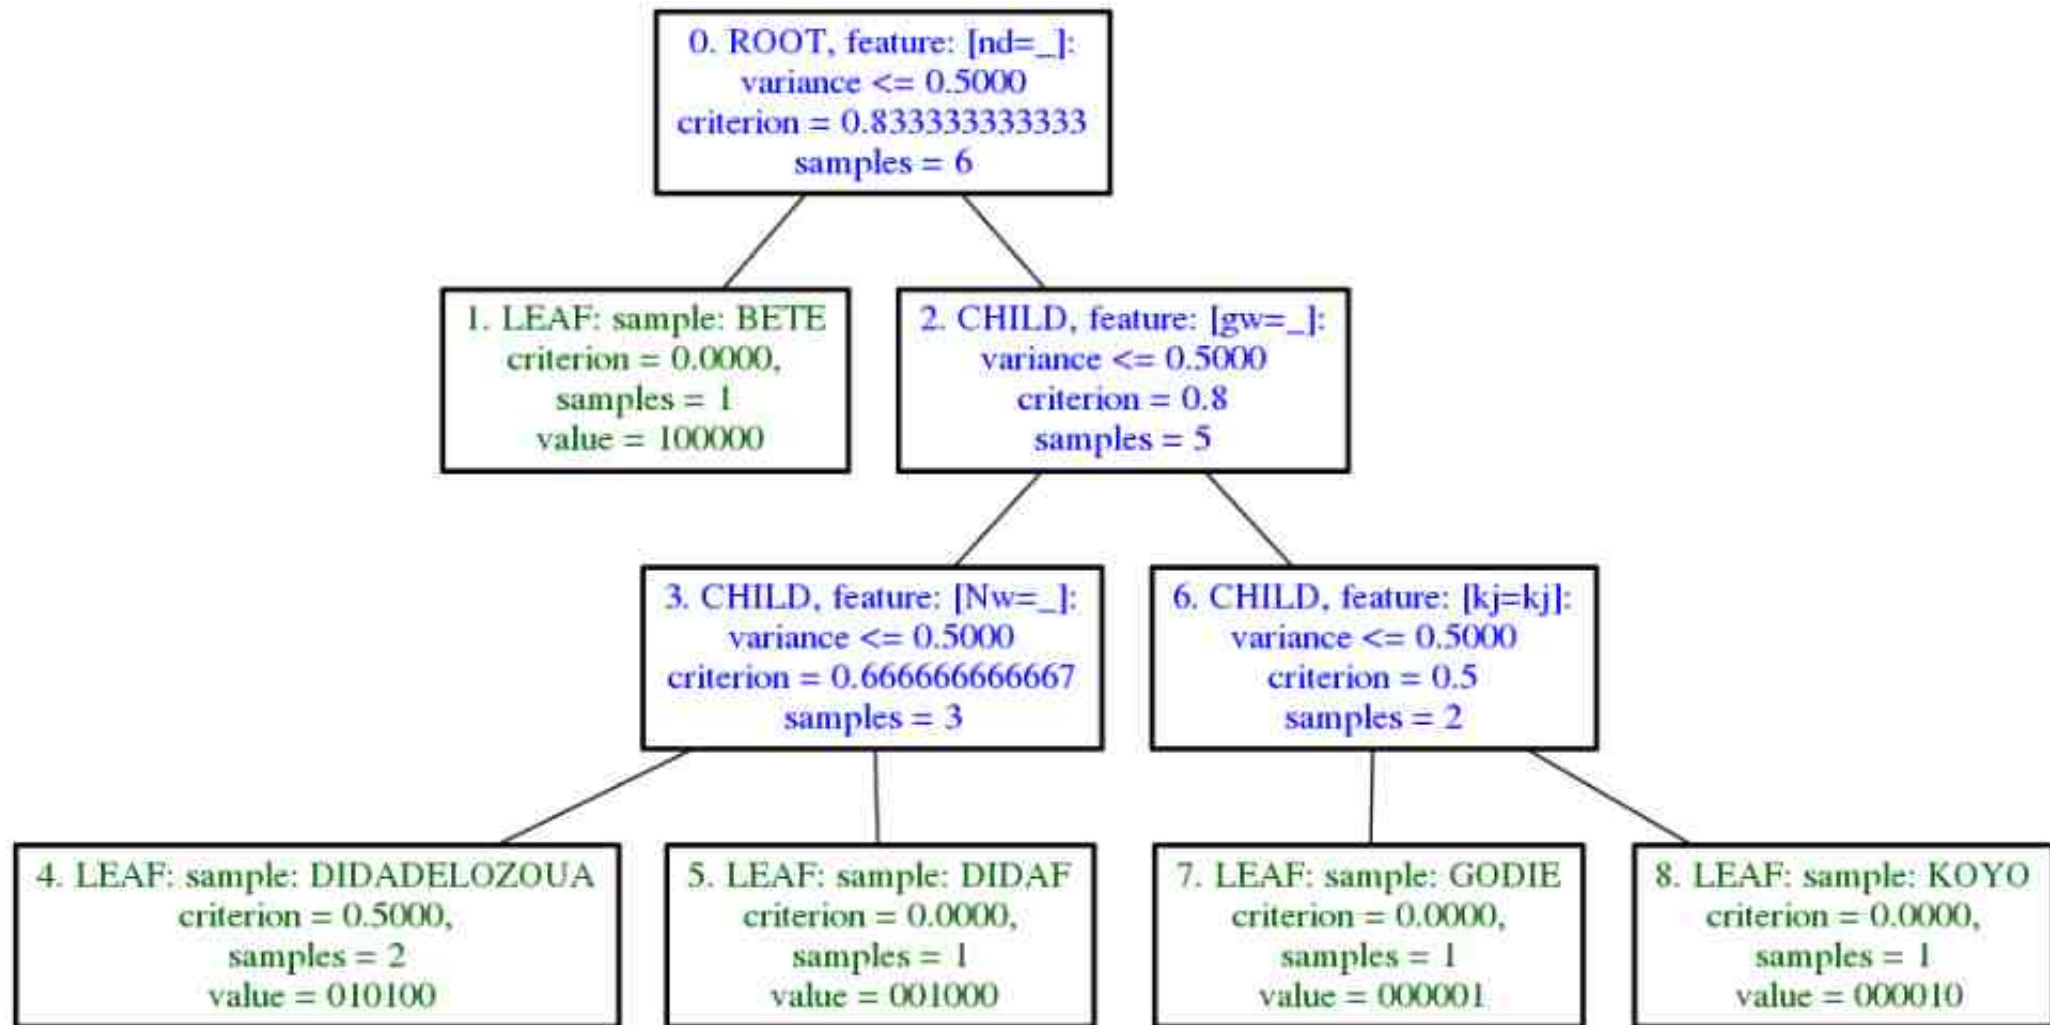 0. ROOT, feature: [nd=_]:
variance <= 0.5000
criterion = 0.833333333333
samples = 6
1. LEAF: sample: BETE
criterion = 0.0000,
samples = 1
value = 100000
2. CHILD, feature: [gw=_]:
variance <= 0.5000
criterion = 0.8
samples = 5
3. CHILD, feature: [Nw=_]:
variance <= 0.5000
criterion = 0.666666666667
samples = 3
6. CHILD, feature: [kj=kj]:
variance <= 0.5000
criterion = 0.5
samples = 2
4. LEAF: sample: DIDADELOZOUA
criterion = 0.5000,
samples = 2
value = 010100
5. LEAF: sample: DIDAF
criterion = 0.0000,
samples = 1
value = 001000
7. LEAF: sample: GODIE
criterion = 0.0000,
samples = 1
value = 000001
8. LEAF: sample: KOYO
criterion = 0.0000,
samples = 1
value = 000010